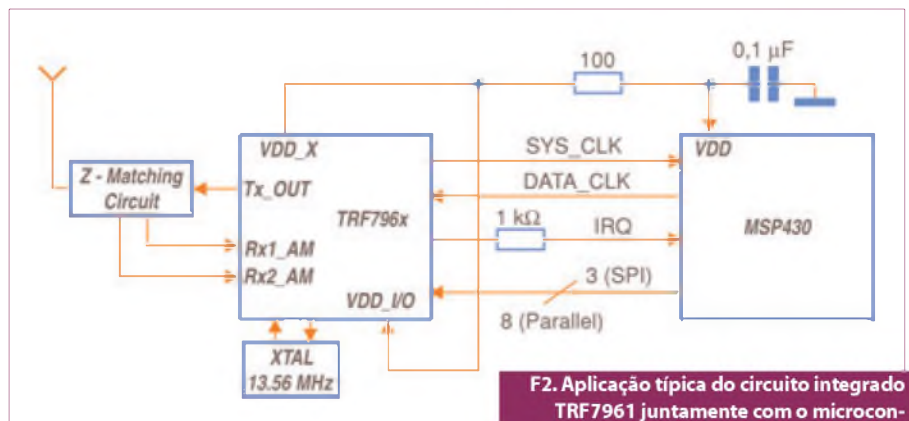 100
0,1 µF
VDD_X
SYS_CLK
VDD
Z - Matching
Circuit
Tx_OUT
DATA_CLK
TRF796x
1 kΩ
IRQ
MSP430
Rx1_AM
Rx2_AM
3 (SPI)
VDD_I/O
8 (Parallel)
XTAL
13.56 MHz
F2. Aplicação típica do circuito integrado
TRF7961 juntamente com o microcon-